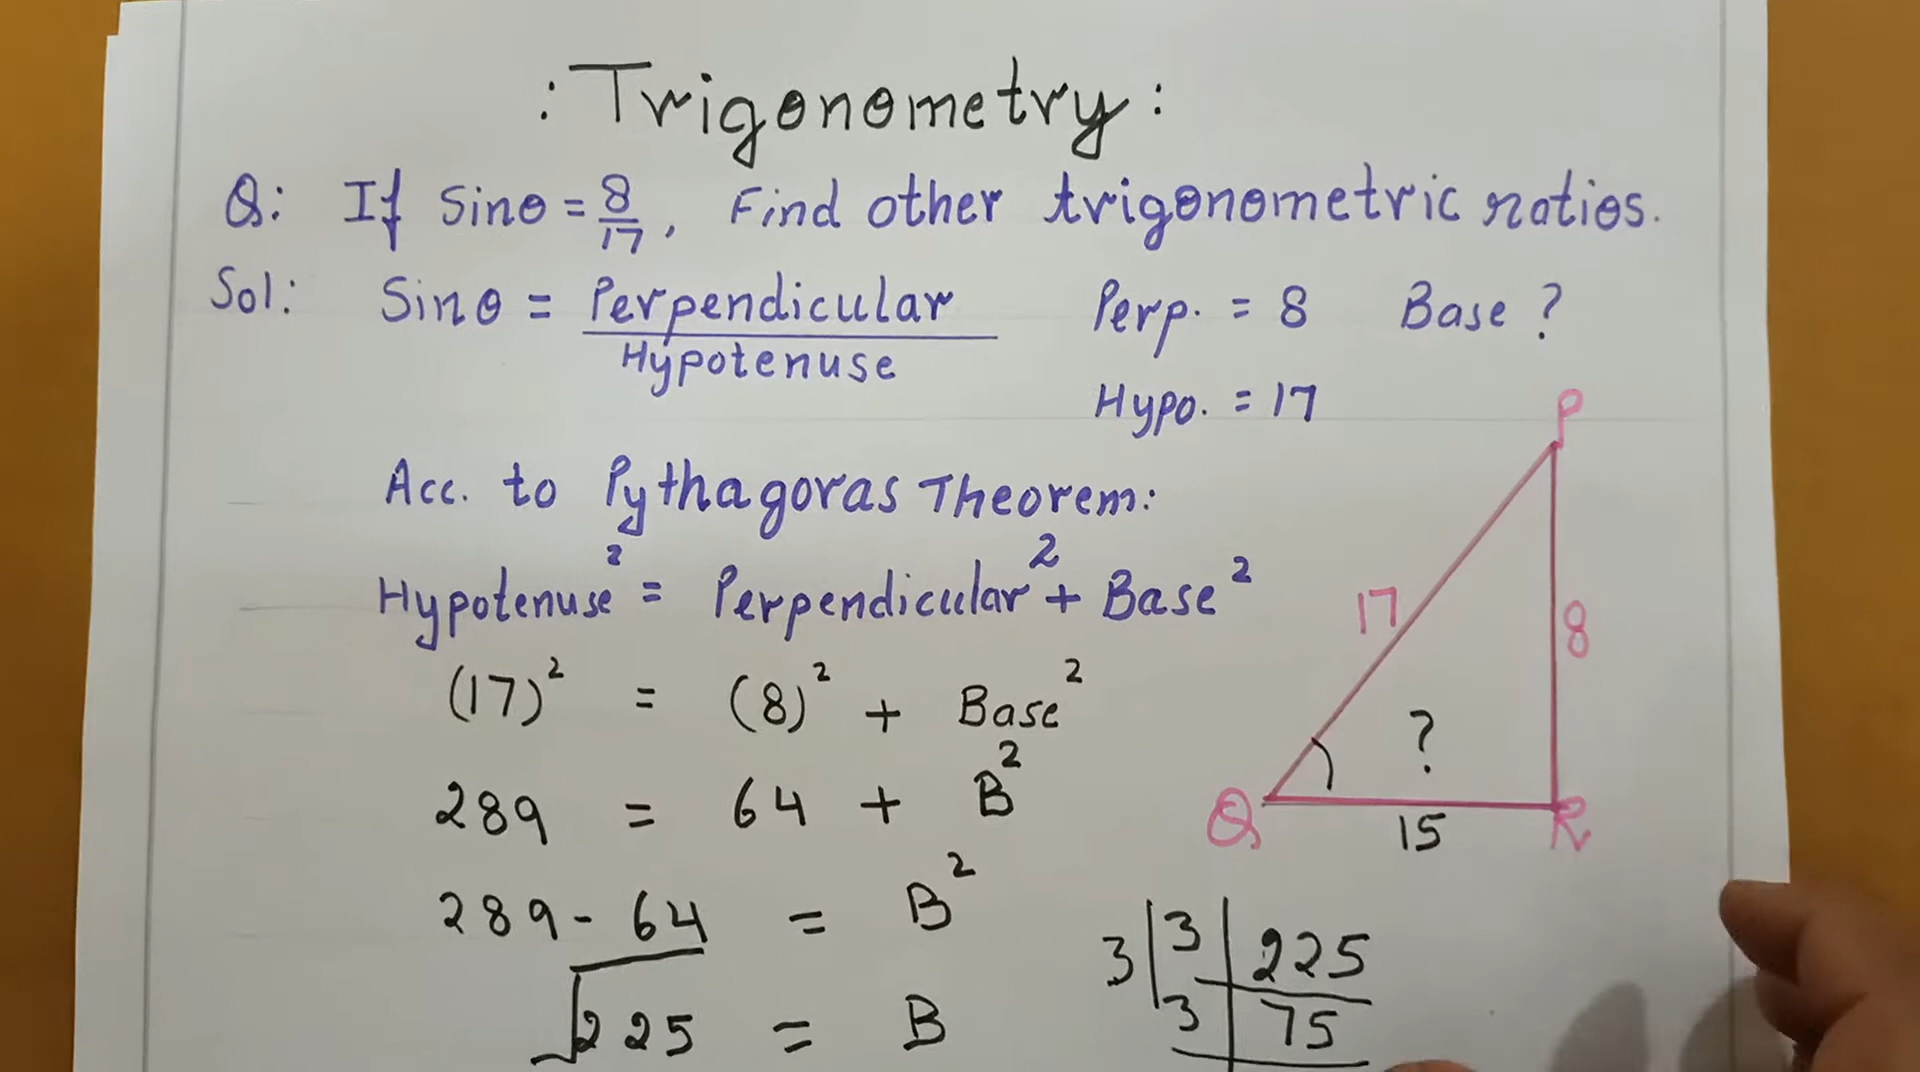 : Trigonometry :
Q: If Sinθ = 8/17, Find other trigonometric ratios.
Sol: Sinθ = Perpendicular / Hypotenuse
Perp. = 8 Base ?
Hypo. = 17
Acc. to Pythagoras Theorem:
Hypotenuse² = Perpendicular² + Base²
(17)² = (8)² + Base²
289 = 64 + B²
289 - 64 = B²
√225 = B
P
17
8
?
Q
R
15
3 | 3 | 225
3 | 75